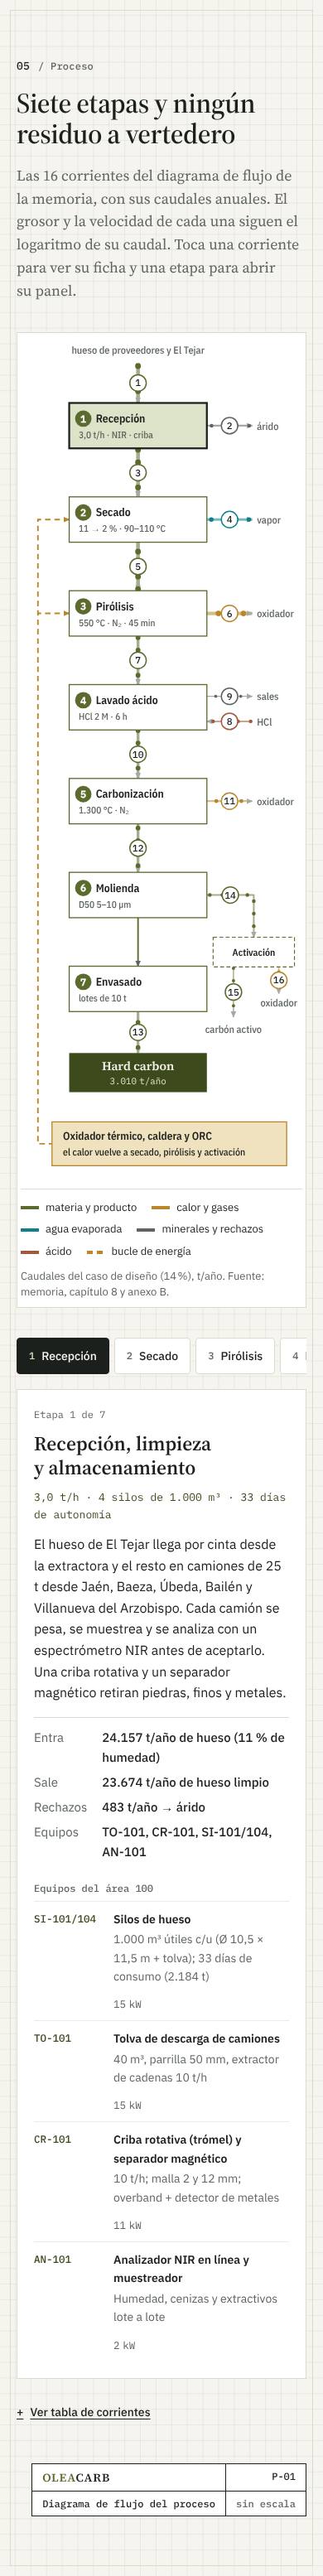 05 / Proceso
Siete etapas y ningún
residuo a vertedero
Las 16 corrientes del diagrama de flujo de
la memoria, con sus caudales anuales. El
grosor y la velocidad de cada una siguen el
logaritmo de su caudal. Toca una corriente
para ver su ficha y una etapa para abrir
su panel.
hueso de proveedores y El Tejar
1
1 Recepción
3,0 t/h · NIR · criba
2 árido
3
2 Secado
11 → 2 % · 90–110 °C
4 vapor
5
3 Pirólisis
550 °C · N₂ · 45 min
6 oxidador
7
4 Lavado ácido
HCl 2 M · 6 h
9 sales
8 HCl
10
5 Carbonización
1.300 °C · N₂
11 oxidador
12
6 Molienda
D50 5–10 µm
14
Activación
7 Envasado
lotes de 10 t
15
16
oxidador
carbón activo
13
Hard carbon
3.010 t/año
Oxidador térmico, caldera y ORC
el calor vuelve a secado, pirólisis y activación
materia y producto
calor y gases
agua evaporada
minerales y rechazos
ácido
bucle de energía
Caudales del caso de diseño (14 %), t/año. Fuente:
memoria, capítulo 8 y anexo B.
1 Recepción
2 Secado
3 Pirólisis
4
Etapa 1 de 7
Recepción, limpieza
y almacenamiento
3,0 t/h · 4 silos de 1.000 m³ · 33 días
de autonomía
El hueso de El Tejar llega por cinta desde
la extractora y el resto en camiones de 25
t desde Jaén, Baeza, Úbeda, Bailén y
Villanueva del Arzobispo. Cada camión se
pesa, se muestrea y se analiza con un
espectrómetro NIR antes de aceptarlo.
Una criba rotativa y un separador
magnético retiran piedras, finos y metales.
Entra 24.157 t/año de hueso (11 % de
humedad)
Sale 23.674 t/año de hueso limpio
Rechazos 483 t/año → árido
Equipos TO-101, CR-101, SI-101/104,
AN-101
Equipos del área 100
SI-101/104 Silos de hueso
1.000 m³ útiles c/u (Ø 10,5 ×
11,5 m + tolva); 33 días de
consumo (2.184 t)
15 kW
TO-101 Tolva de descarga de camiones
40 m³, parrilla 50 mm, extractor
de cadenas 10 t/h
15 kW
CR-101 Criba rotativa (trómel) y
separador magnético
10 t/h; malla 2 y 12 mm;
overband + detector de metales
11 kW
AN-101 Analizador NIR en línea y
muestreador
Humedad, cenizas y extractivos
lote a lote
2 kW
+ Ver tabla de corrientes
OLEACARB P-01
Diagrama de flujo del proceso sin escala